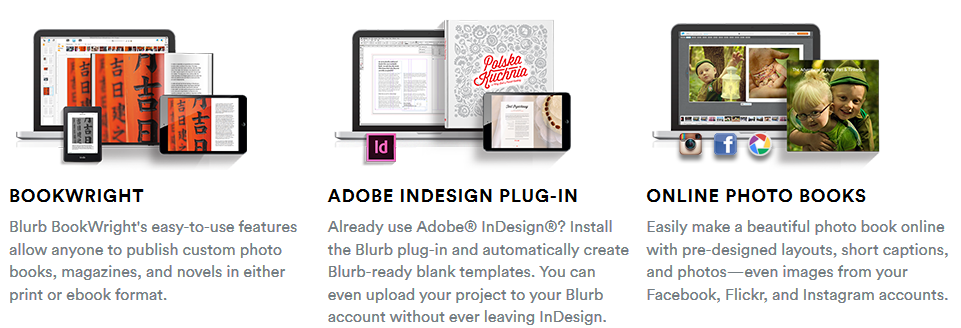 Polska
Kuchnia
Id
BOOKWRIGHT
Blurb BookWright's easy-to-use features
allow anyone to publish custom photo
books, magazines, and novels in either
print or ebook format.
ADOBE INDESIGN PLUG-IN
Already use Adobe® InDesign®? Install
the Blurb plug-in and automatically create
Blurb-ready blank templates. You can
even upload your project to your Blurb
account without ever leaving InDesign.
ONLINE PHOTO BOOKS
Easily make a beautiful photo book online
with pre-designed layouts, short captions,
and photos—even images from your
Facebook, Flickr, and Instagram accounts.